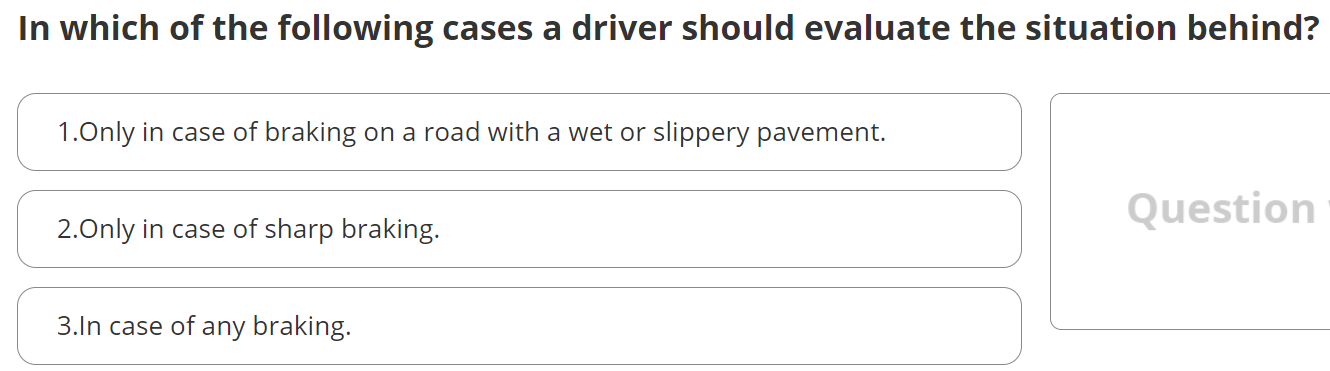 In which of the following cases a driver should evaluate the situation behind?
1.Only in case of braking on a road with a wet or slippery pavement.
Question
2.Only in case of sharp braking.
3.In case of any braking.